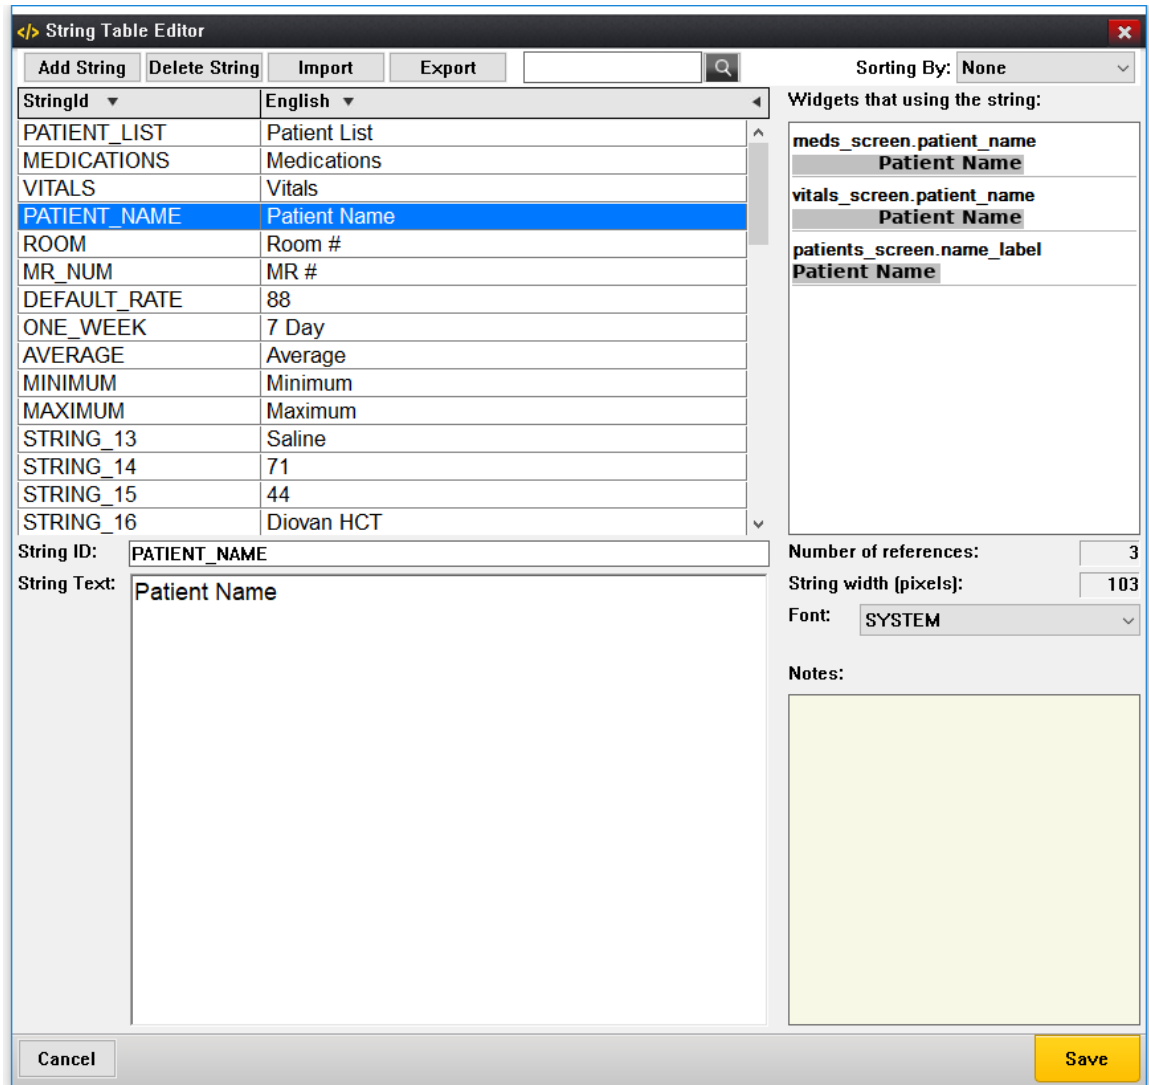 </> String Table Editor
Add String Delete String Import Export Sorting By: None
StringId English
PATIENT_LIST Patient List
MEDICATIONS Medications
VITALS Vitals
PATIENT_NAME Patient Name
ROOM Room #
MR_NUM MR #
DEFAULT_RATE 88
ONE_WEEK 7 Day
AVERAGE Average
MINIMUM Minimum
MAXIMUM Maximum
STRING_13 Saline
STRING_14 71
STRING_15 44
STRING_16 Diovan HCT
Widgets that using the string:
meds_screen.patient_name
Patient Name
vitals_screen.patient_name
Patient Name
patients_screen.name_label
Patient Name
String ID: PATIENT_NAME
String Text: Patient Name
Number of references: 3
String width (pixels): 103
Font: SYSTEM
Notes:
Cancel Save